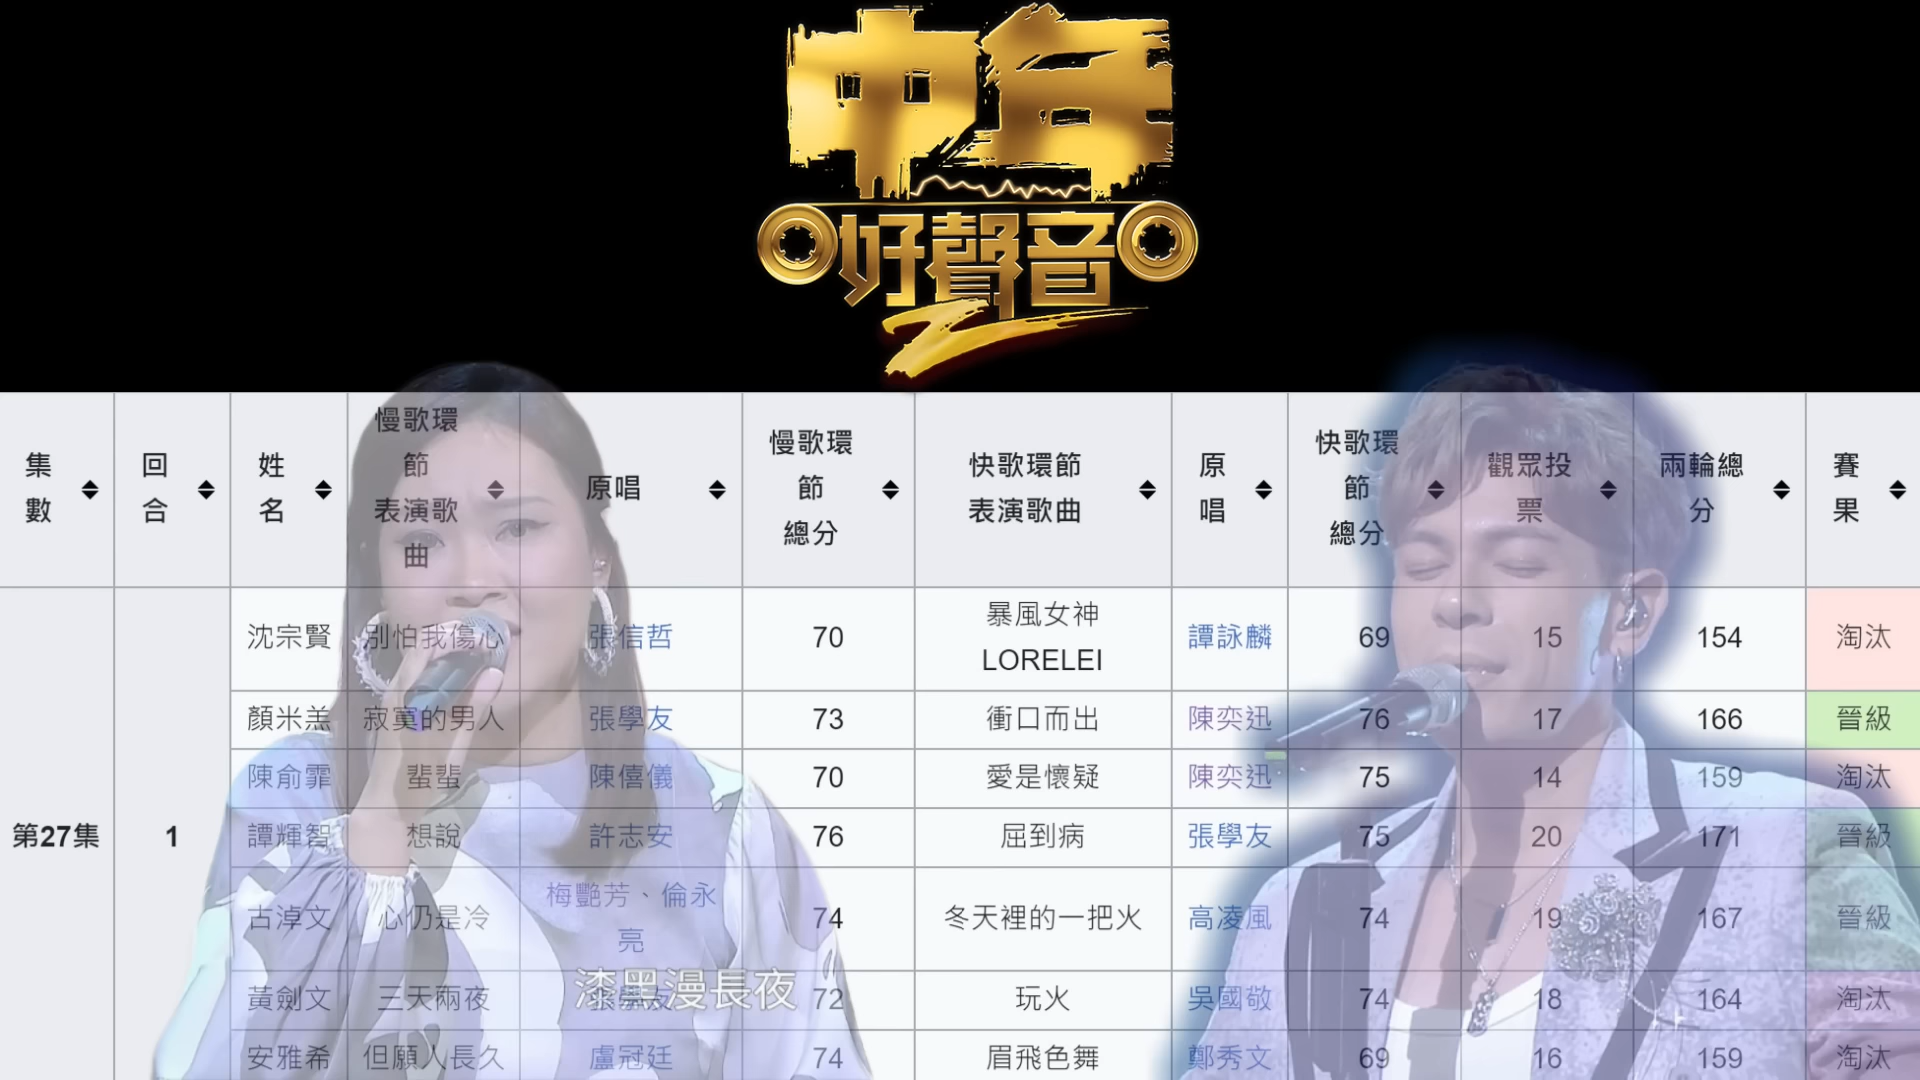 中年
好聲音
2
集數 回合 姓名 慢歌環節表演歌曲 原唱 慢歌環節總分 快歌環節表演歌曲 原唱 快歌環節總分 觀眾投票 兩輪總分 賽果
第27集 1
沈宗賢 別怕我傷心 張信哲 70 暴風女神LORELEI 譚詠麟 69 15 154 淘汰
顏米羔 寂寞的男人 張學友 73 衝口而出 陳奕迅 76 17 166 晉級
陳俞霏 蜚蜚 陳僖儀 70 愛是懷疑 陳奕迅 75 14 159 淘汰
譚輝智 想說 許志安 76 屈到病 張學友 75 20 171 晉級
古淖文 心仍是冷 梅艷芳、倫永亮 74 冬天裡的一把火 高凌風 74 19 167 晉級
黃劍文 三天兩夜 72 玩火 吳國敬 74 18 164 淘汰
漆黑漫長夜
安雅希 但願人長久 盧冠廷 74 眉飛色舞 鄭秀文 69 16 159 淘汰